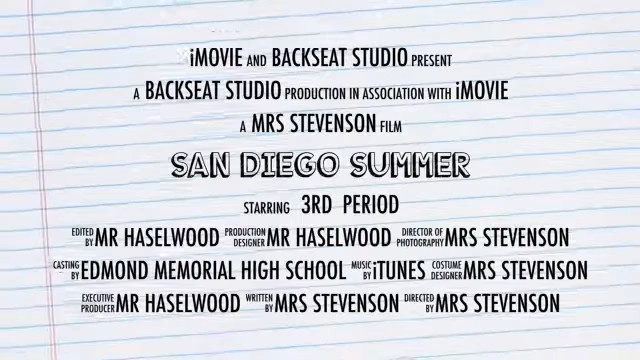 iMOVIE AND BACKSEAT STUDIO PRESENT
A BACKSEAT STUDIO PRODUCTION IN ASSOCIATION WITH iMOVIE
A MRS STEVENSON FILM
SAN DIEGO SUMMER
STARRING 3RD PERIOD
EDITED BY MR HASELWOOD PRODUCTION DESIGNER MR HASELWOOD DIRECTOR OF PHOTOGRAPHY MRS STEVENSON
CASTING BY EDMOND MEMORIAL HIGH SCHOOL MUSIC BY iTUNES COSTUME DESIGNER MRS STEVENSON
EXECUTIVE PRODUCER MR HASELWOOD WRITTEN BY MRS STEVENSON DIRECTED BY MRS STEVENSON